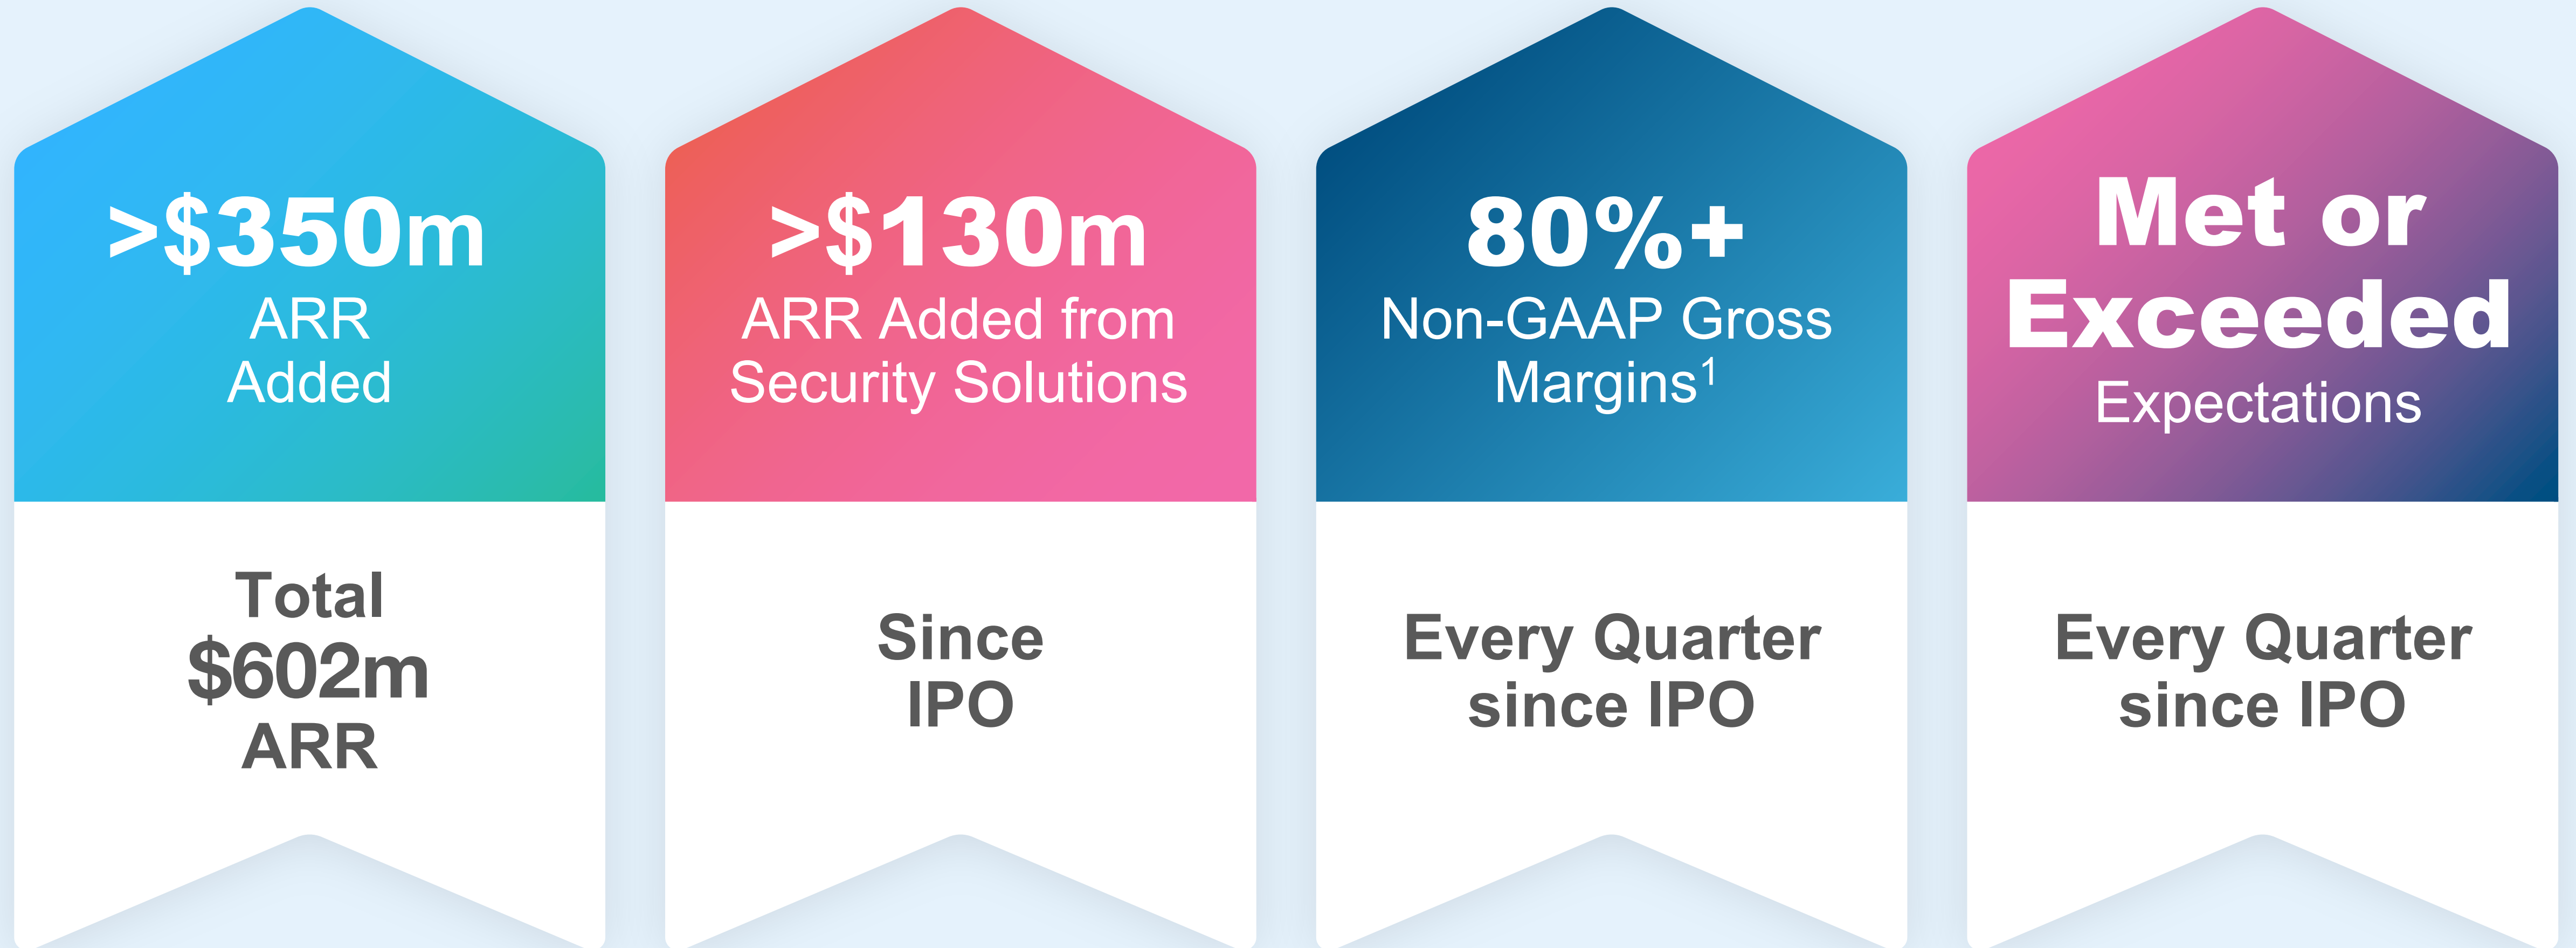 >$350m
ARR
Added
Total
$602m
ARR
>$130m
ARR Added from
Security Solutions
Since
IPO
80%+
Non-GAAP Gross
Margins¹
Every Quarter
since IPO
Met or
Exceeded
Expectations
Every Quarter
since IPO